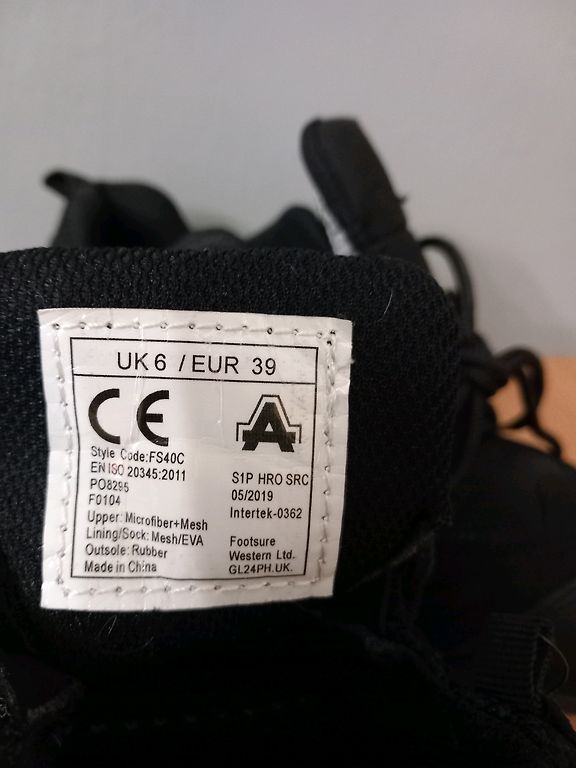 UK 6 / EUR 39
CE
A
Style Code:FS40C
EN ISO 20345:2011
PO8295
F0104
Upper: Microfiber+Mesh
Lining/Sock: Mesh/EVA
Outsole: Rubber
Made in China
S1P HRO SRC
05/2019
Intertek-0362
Footsure
Westsure Ltd.
GL24PH.UK.